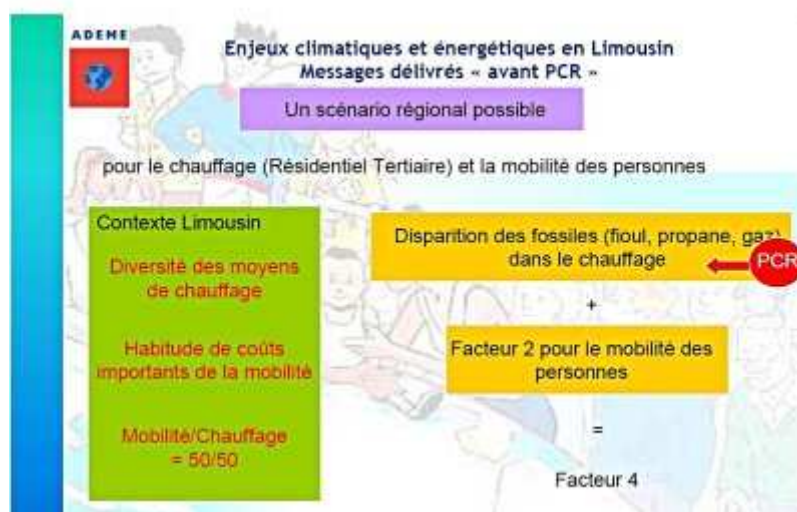 ADEME
Enjeux climatiques et énergétiques en Limousin
Messages délivrés « avant PCR »
Un scénario régional possible
pour le chauffage (Résidentiel Tertiaire) et la mobilité des personnes
Contexte Limousin
Diversité des moyens
de chauffage
Habitude de coûts
importants de la mobilité
Mobilité/Chauffage
= 50/50
Disparition des fossiles (fioul, propane, gaz)
dans le chauffage
PCR
+
Facteur 2 pour le mobilité des
personnes
=
Facteur 4